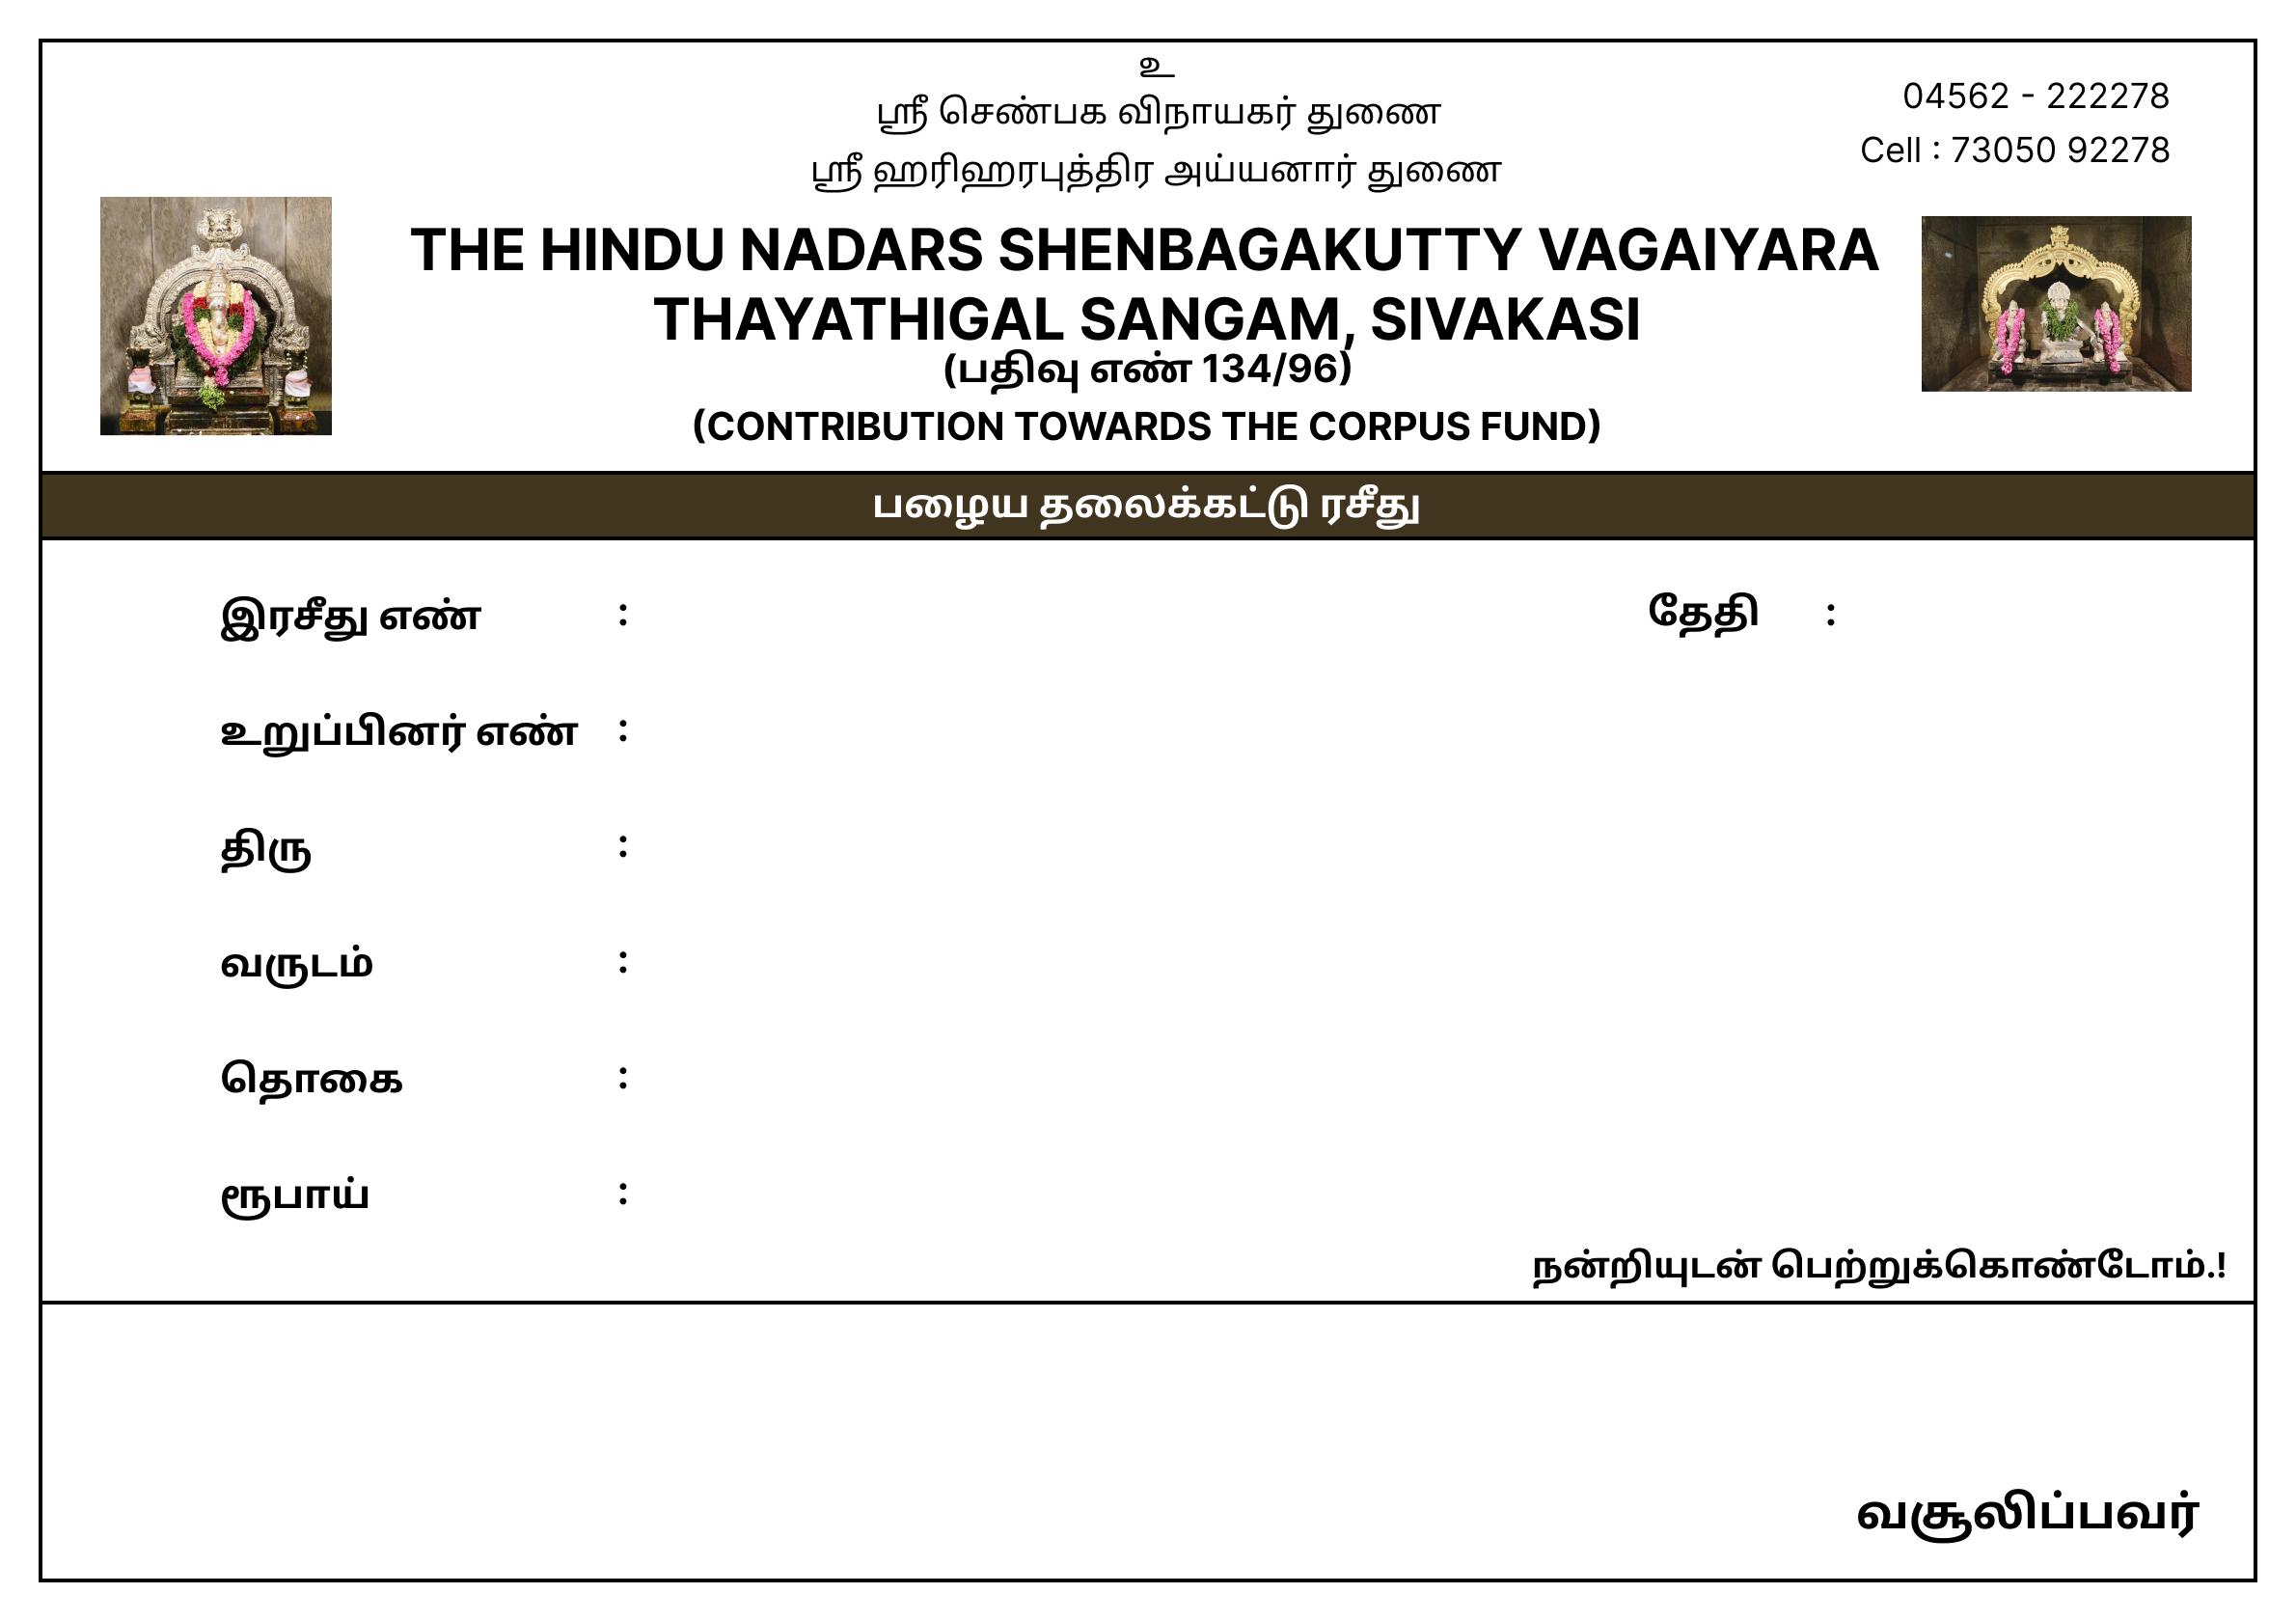 உ
ஸ்ரீ செண்பக விநாயகர் துணை
ஸ்ரீ ஹரிஹரபுத்திர அய்யனார் துணை
04562 - 222278
Cell : 73050 92278
THE HINDU NADARS SHENBAGAKUTTY VAGAIYARA
THAYATHIGAL SANGAM, SIVAKASI
(பதிவு எண் 134/96)
(CONTRIBUTION TOWARDS THE CORPUS FUND)
பழைய தலைக்கட்டு ரசீது
இரசீது எண் : தேதி :
உறுப்பினர் எண் :
திரு :
வருடம் :
தொகை :
ரூபாய் :
நன்றியுடன் பெற்றுக்கொண்டோம்.!
வசூலிப்பவர்